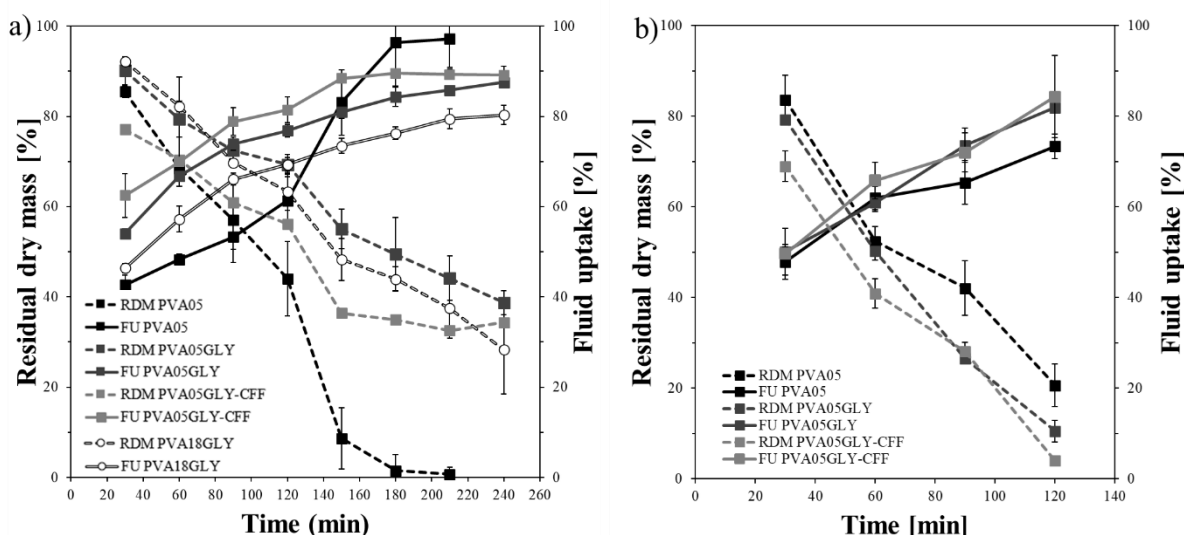 a)
Residual dry mass [%]
100
80
60
40
20
0
RDM PVA05
FU PVA05
RDM PVA05GLY
FU PVA05GLY
RDM PVA05GLY-CFF
FU PVA05GLY-CFF
RDM PVA18GLY
FU PVA18GLY
0 20 40 60 80 100 120 140 160 180 200 220 240 260
Time (min)
100
80
60
40
20
0
Fluid uptake [%]
b)
Residual dry mass [%]
100
80
60
40
20
0
RDM PVA05
FU PVA05
RDM PVA05GLY
FU PVA05GLY
RDM PVA05GLY-CFF
FU PVA05GLY-CFF
0 20 40 60 80 100 120 140
Time [min]
100
80
60
40
20
0
Fluid uptake [%]